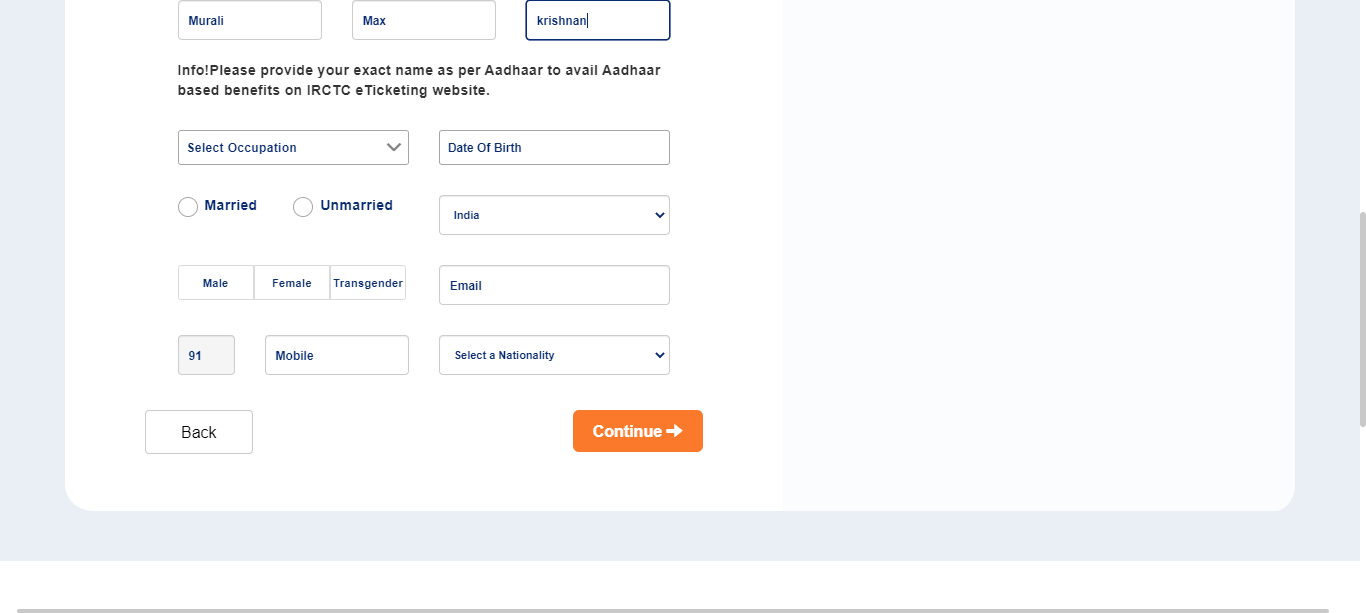 Murali Max krishnan
Info!Please provide your exact name as per Aadhaar to avail Aadhaar
based benefits on IRCTC eTicketing website.
Select Occupation Date Of Birth
Married Unmarried India
Male Female Transgender Email
91 Mobile Select a Nationality
Back Continue